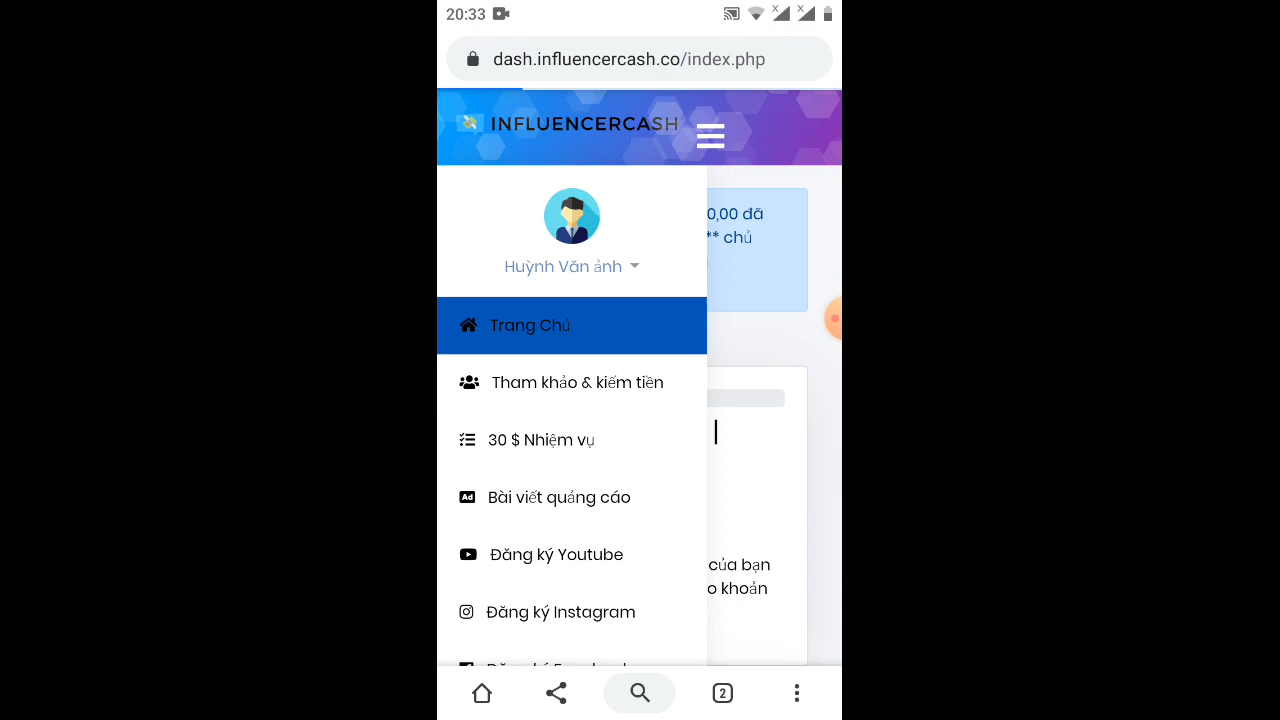 20:33
dash.influencercash.co/index.php
INFLUENCERCASH
Huỳnh Văn ảnh
0,00 đã
** chủ
Trang Chủ
Tham khảo & kiếm tiền
30 $ Nhiệm vụ
Bài viết quảng cáo
Ad
Đăng ký Youtube
của bạn
o khoản
Đăng ký Instagram
2